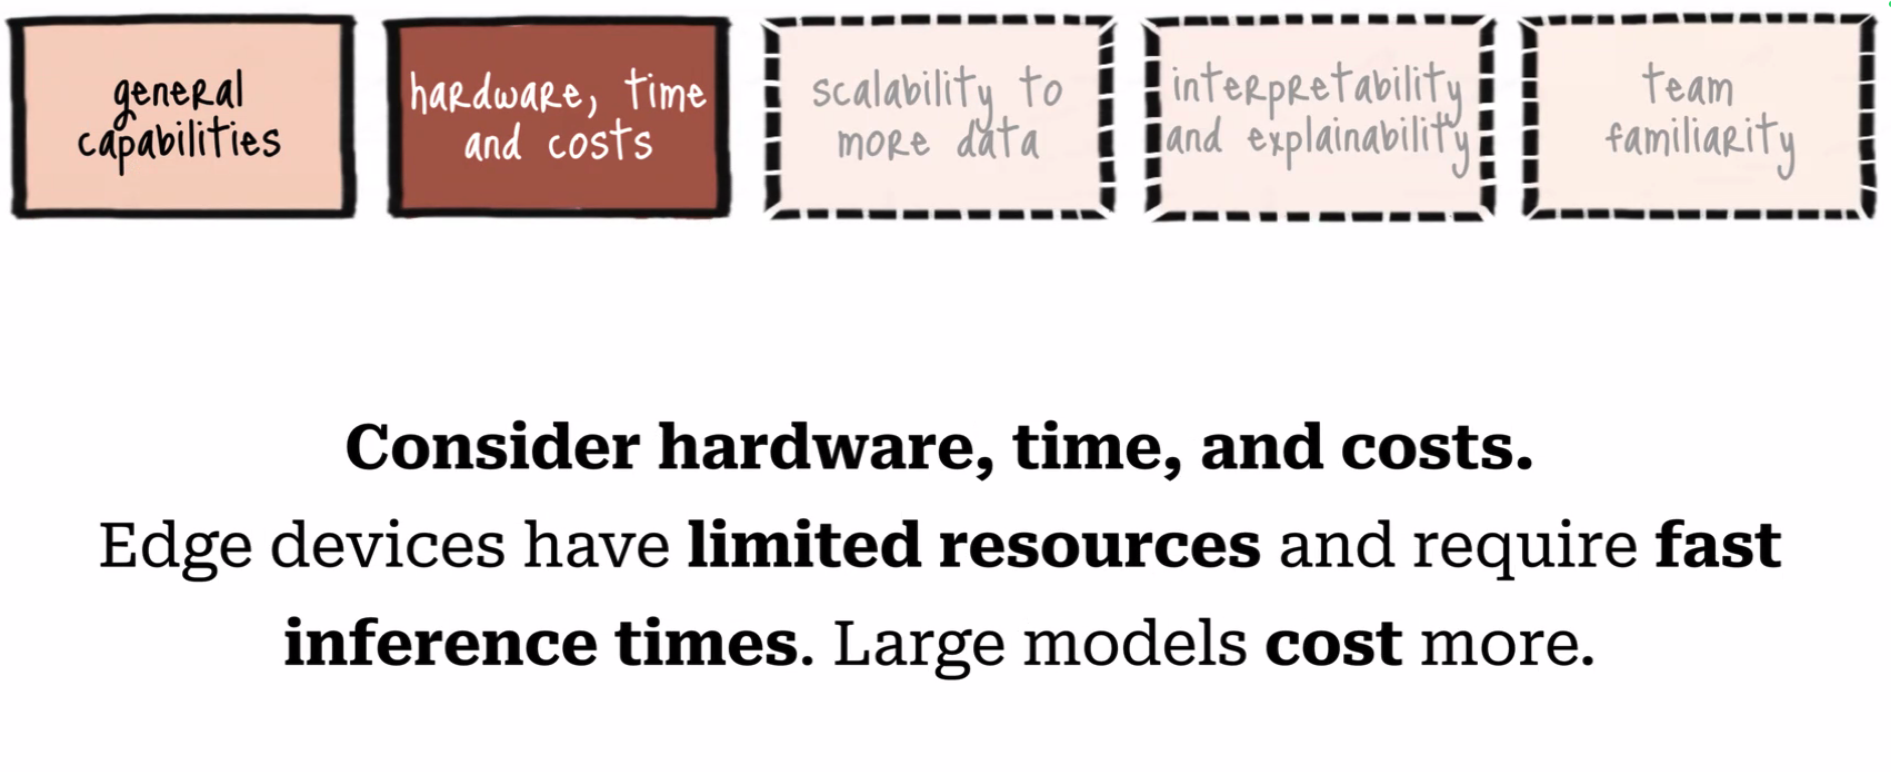 general
capabilities
hardware, time
and costs
scalability to
more data
interpretability
and explainability
team
familiarity
Consider hardware, time, and costs.
Edge devices have limited resources and require fast
inference times. Large models cost more.